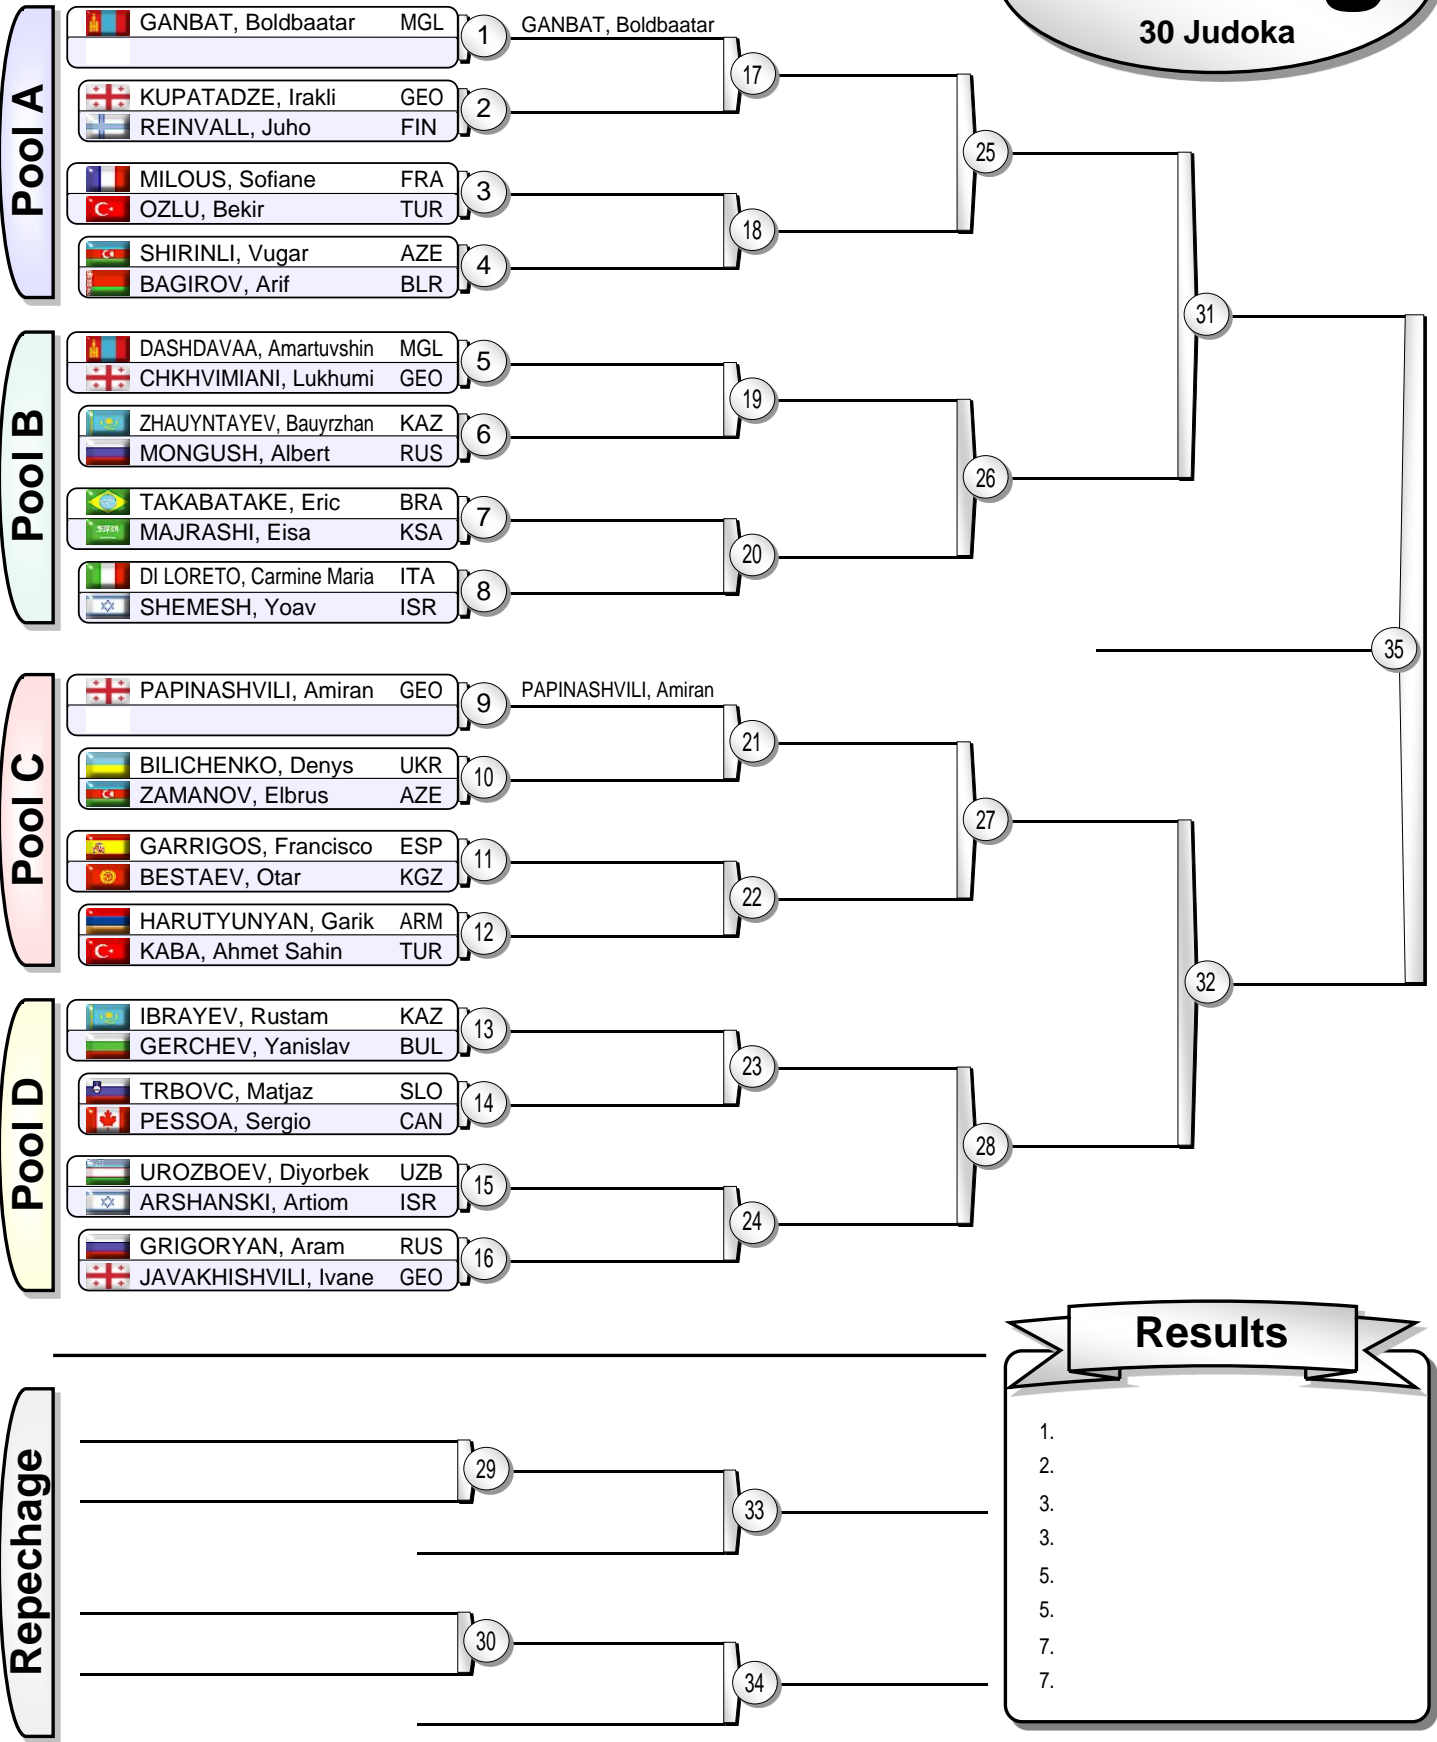 30 Judoka
Pool A
GANBAT, Boldbaatar MGL 1 GANBAT, Boldbaatar
17
KUPATADZE, Irakli GEO 2
REINVALL, Juho FIN
25
MILOUS, Sofiane FRA 3
OZLU, Bekir TUR
18
SHIRINLI, Vugar AZE 4
BAGIROV, Arif BLR
31
Pool B
DASHDAVAA, Amartuvshin MGL 5
CHKHVIMIANI, Lukhumi GEO
19
ZHAUYNTAYEV, Bauyrzhan KAZ 6
MONGUSH, Albert RUS
26
TAKABATAKE, Eric BRA 7
MAJRASHI, Eisa KSA
20
DI LORETO, Carmine Maria ITA 8
SHEMESH, Yoav ISR
35
Pool C
PAPINASHVILI, Amiran GEO 9 PAPINASHVILI, Amiran
21
BILICHENKO, Denys UKR 10
ZAMANOV, Elbrus AZE
27
GARRIGOS, Francisco ESP 11
BESTAEV, Otar KGZ
22
HARUTYUNYAN, Garik ARM 12
KABA, Ahmet Sahin TUR
32
Pool D
IBRAYEV, Rustam KAZ 13
GERCHEV, Yanislav BUL
23
TRBOVC, Matjaz SLO 14
PESSOA, Sergio CAN
28
UROZBOEV, Diyorbek UZB 15
ARSHANSKI, Artiom ISR
24
GRIGORYAN, Aram RUS 16
JAVAKHISHVILI, Ivane GEO
Repechage
29
33
30
34
Results
1.
2.
3.
3.
5.
5.
7.
7.